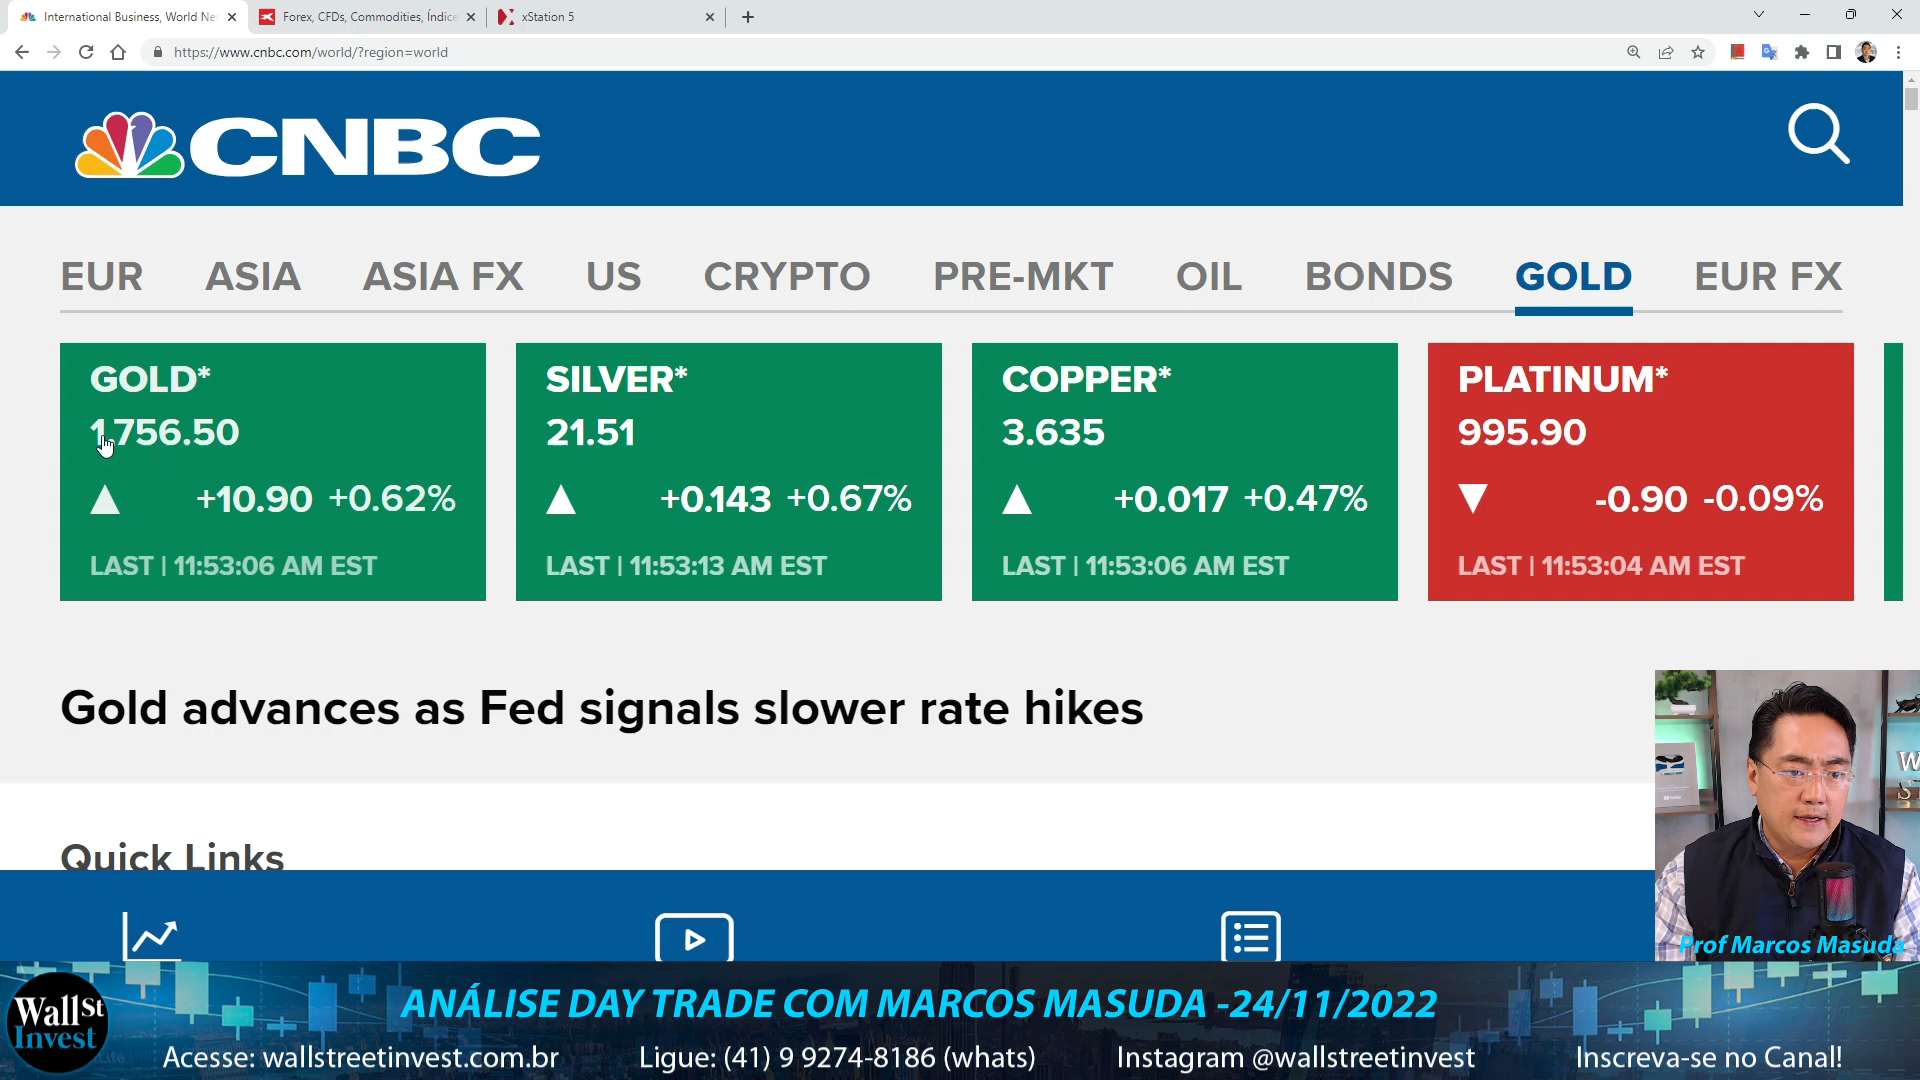 International Business, World Ne
Forex, CFDs, Commodities, Índice
xStation 5
https://www.cnbc.com/world/?region=world
CNBC
EUR ASIA ASIA FX US CRYPTO PRE-MKT OIL BONDS GOLD EUR FX
GOLD*
1,756.50
+10.90 +0.62%
LAST | 11:53:06 AM EST
SILVER*
21.51
+0.143 +0.67%
LAST | 11:53:13 AM EST
COPPER*
3.635
+0.017 +0.47%
LAST | 11:53:06 AM EST
PLATINUM*
995.90
-0.90 -0.09%
LAST | 11:53:04 AM EST
Gold advances as Fed signals slower rate hikes
Quick Links
W
S
Prof Marcos Masuda
Wall St
Invest
ANÁLISE DAY TRADE COM MARCOS MASUDA -24/11/2022
Acesse: wallstreetinvest.com.br Ligue: (41) 9 9274-8186 (whats) Instagram @wallstreetinvest Inscreva-se no Canal!